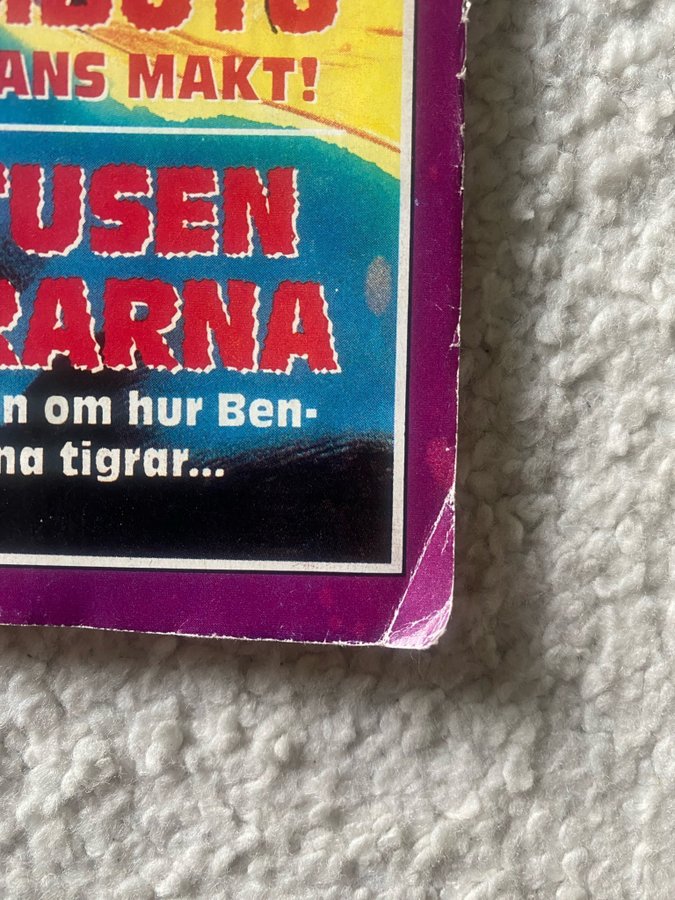 ANS MAKT!
TUSEN
RARNA
n om hur Ben-
na tigrar...